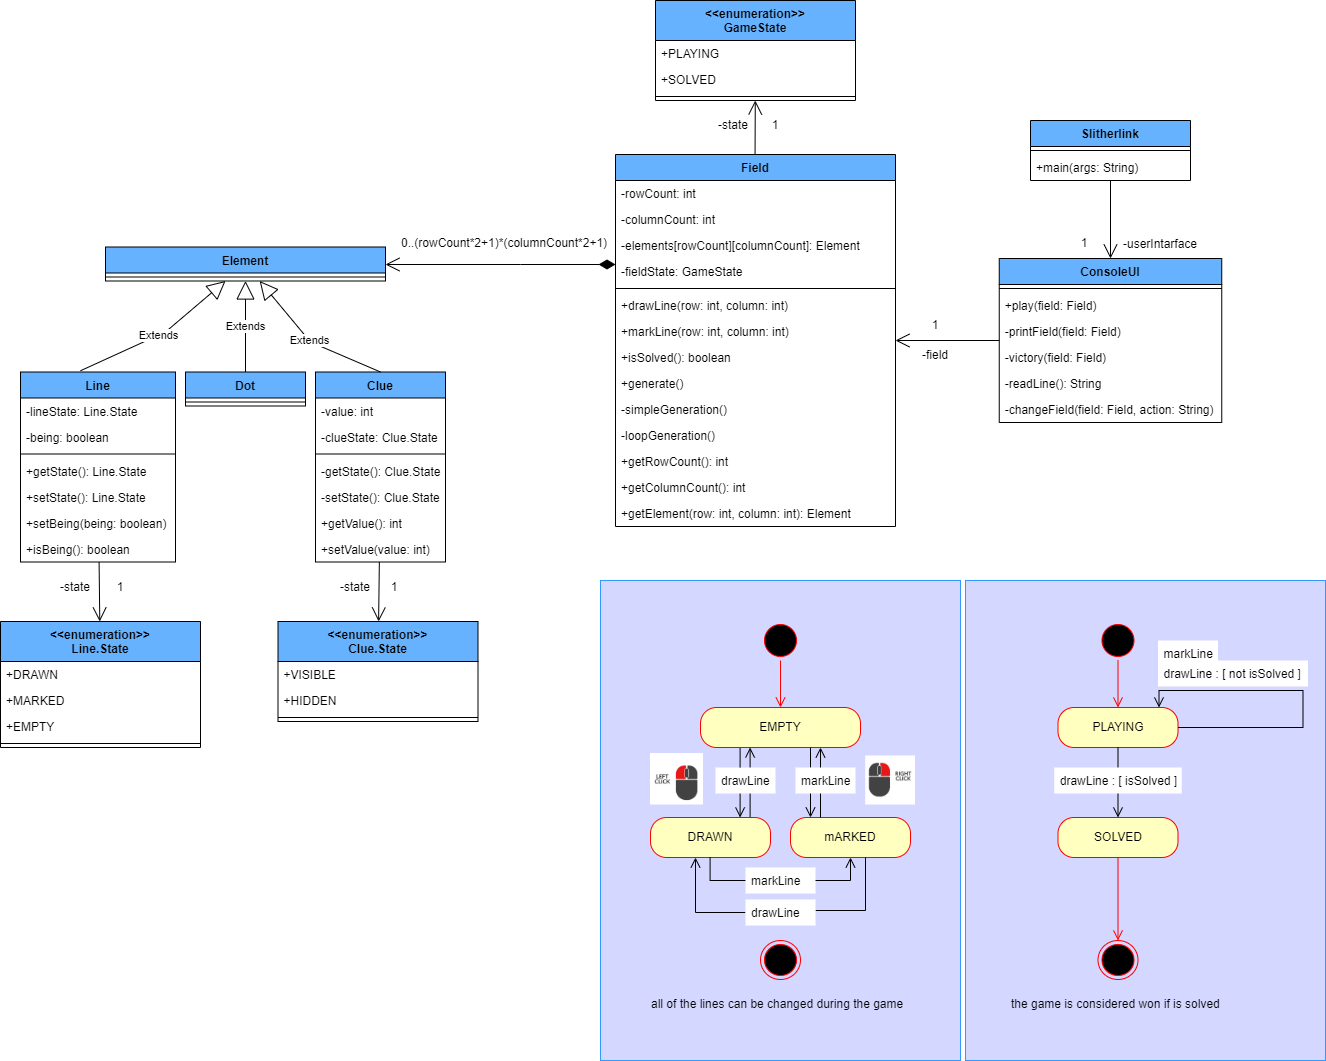 <<enumeration>>
GameState
+PLAYING
+SOLVED
-state
1
Slitherlink
+main(args: String)
1
-userIntarface
Field
-rowCount: int
-columnCount: int
-elements[rowCount][columnCount]: Element
-fieldState: GameState
+drawLine(row: int, column: int)
+markLine(row: int, column: int)
+isSolved(): boolean
+generate()
-simpleGeneration()
-loopGeneration()
+getRowCount(): int
+getColumnCount(): int
+getElement(row: int, column: int): Element
0..(rowCount*2+1)*(columnCount*2+1)
Element
ConsoleUI
+play(field: Field)
-printField(field: Field)
-victory(field: Field)
-readLine(): String
-changeField(field: Field, action: String)
1
-field
Extends
Extends
Extends
Line
-lineState: Line.State
-being: boolean
+getState(): Line.State
+setState(): Line.State
+setBeing(being: boolean)
+isBeing(): boolean
Dot
Clue
-value: int
-clueState: Clue.State
-getState(): Clue.State
-setState(): Clue.State
+getValue(): int
+setValue(value: int)
-state
1
-state
1
<<enumeration>>
Line.State
+DRAWN
+MARKED
+EMPTY
<<enumeration>>
Clue.State
+VISIBLE
+HIDDEN
EMPTY
LEFT
CLICK
drawLine
markLine
RIGHT
CLICK
DRAWN
mARKED
markLine
drawLine
all of the lines can be changed during the game
markLine
drawLine : [ not isSolved ]
PLAYING
drawLine : [ isSolved ]
SOLVED
the game is considered won if is solved